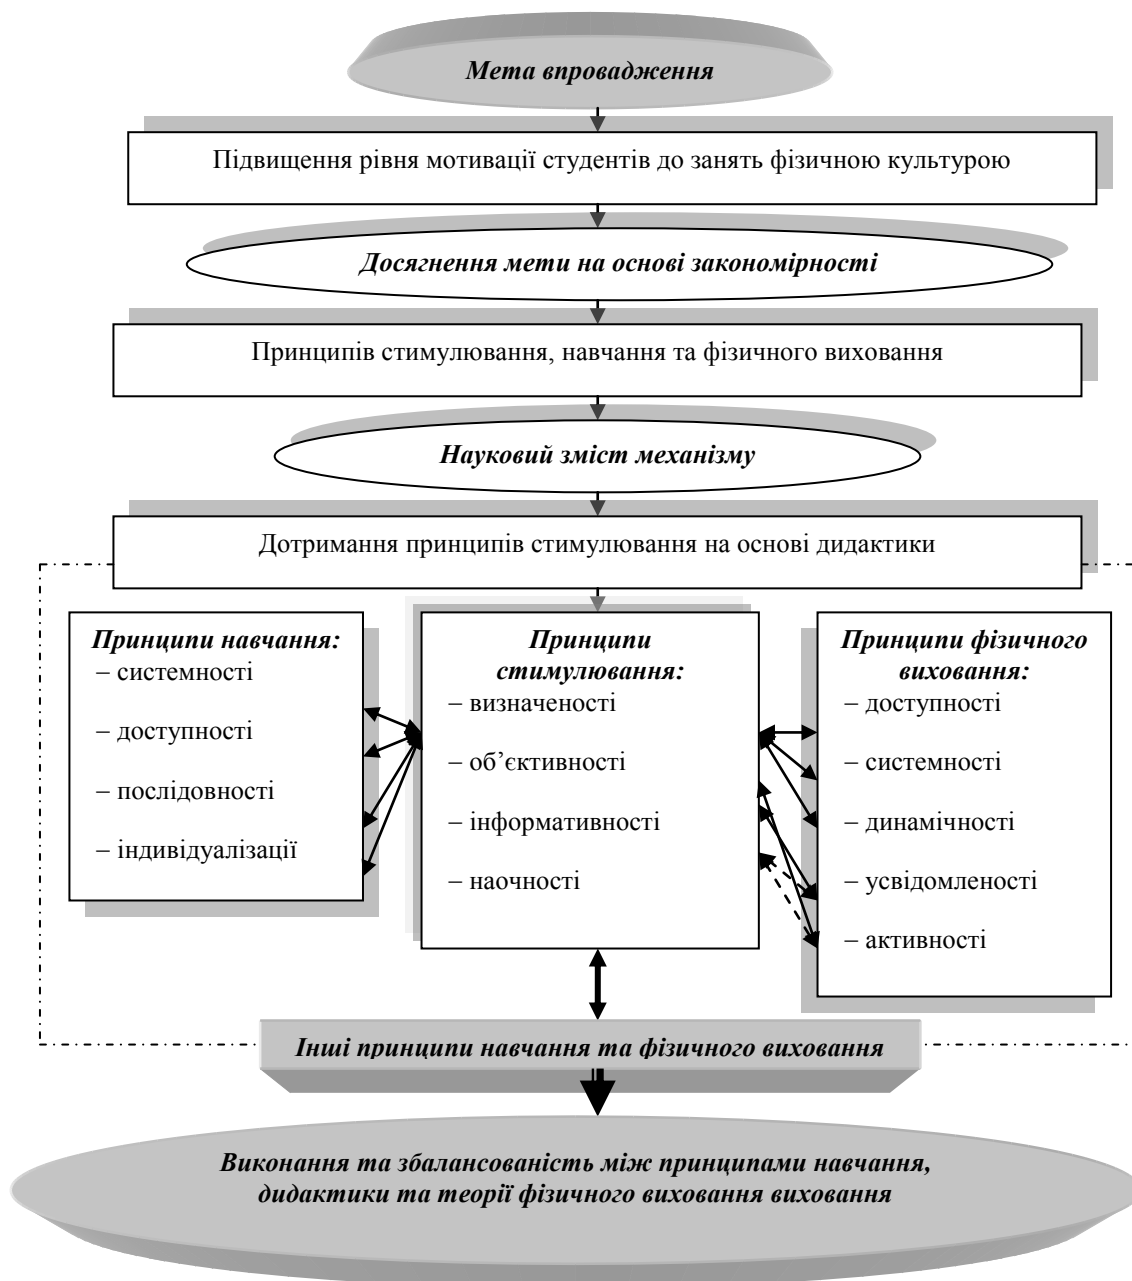 Мета впровадження
Підвищення рівня мотивації студентів до занять фізичною культурою
Досягнення мети на основі закономірності
Принципів стимулювання, навчання та фізичного виховання
Науковий зміст механізму
Дотримання принципів стимулювання на основі дидактики
Принципи навчання:
– системності
– доступності
– послідовності
– індивідуалізації
Принципи
стимулювання:
– визначеності
– об’єктивності
– інформативності
– наочності
Принципи фізичного
виховання:
– доступності
– системності
– динамічності
– усвідомленості
– активності
Інші принципи навчання та фізичного виховання
Виконання та збалансованість між принципами навчання,
дидактики та теорії фізичного виховання виховання